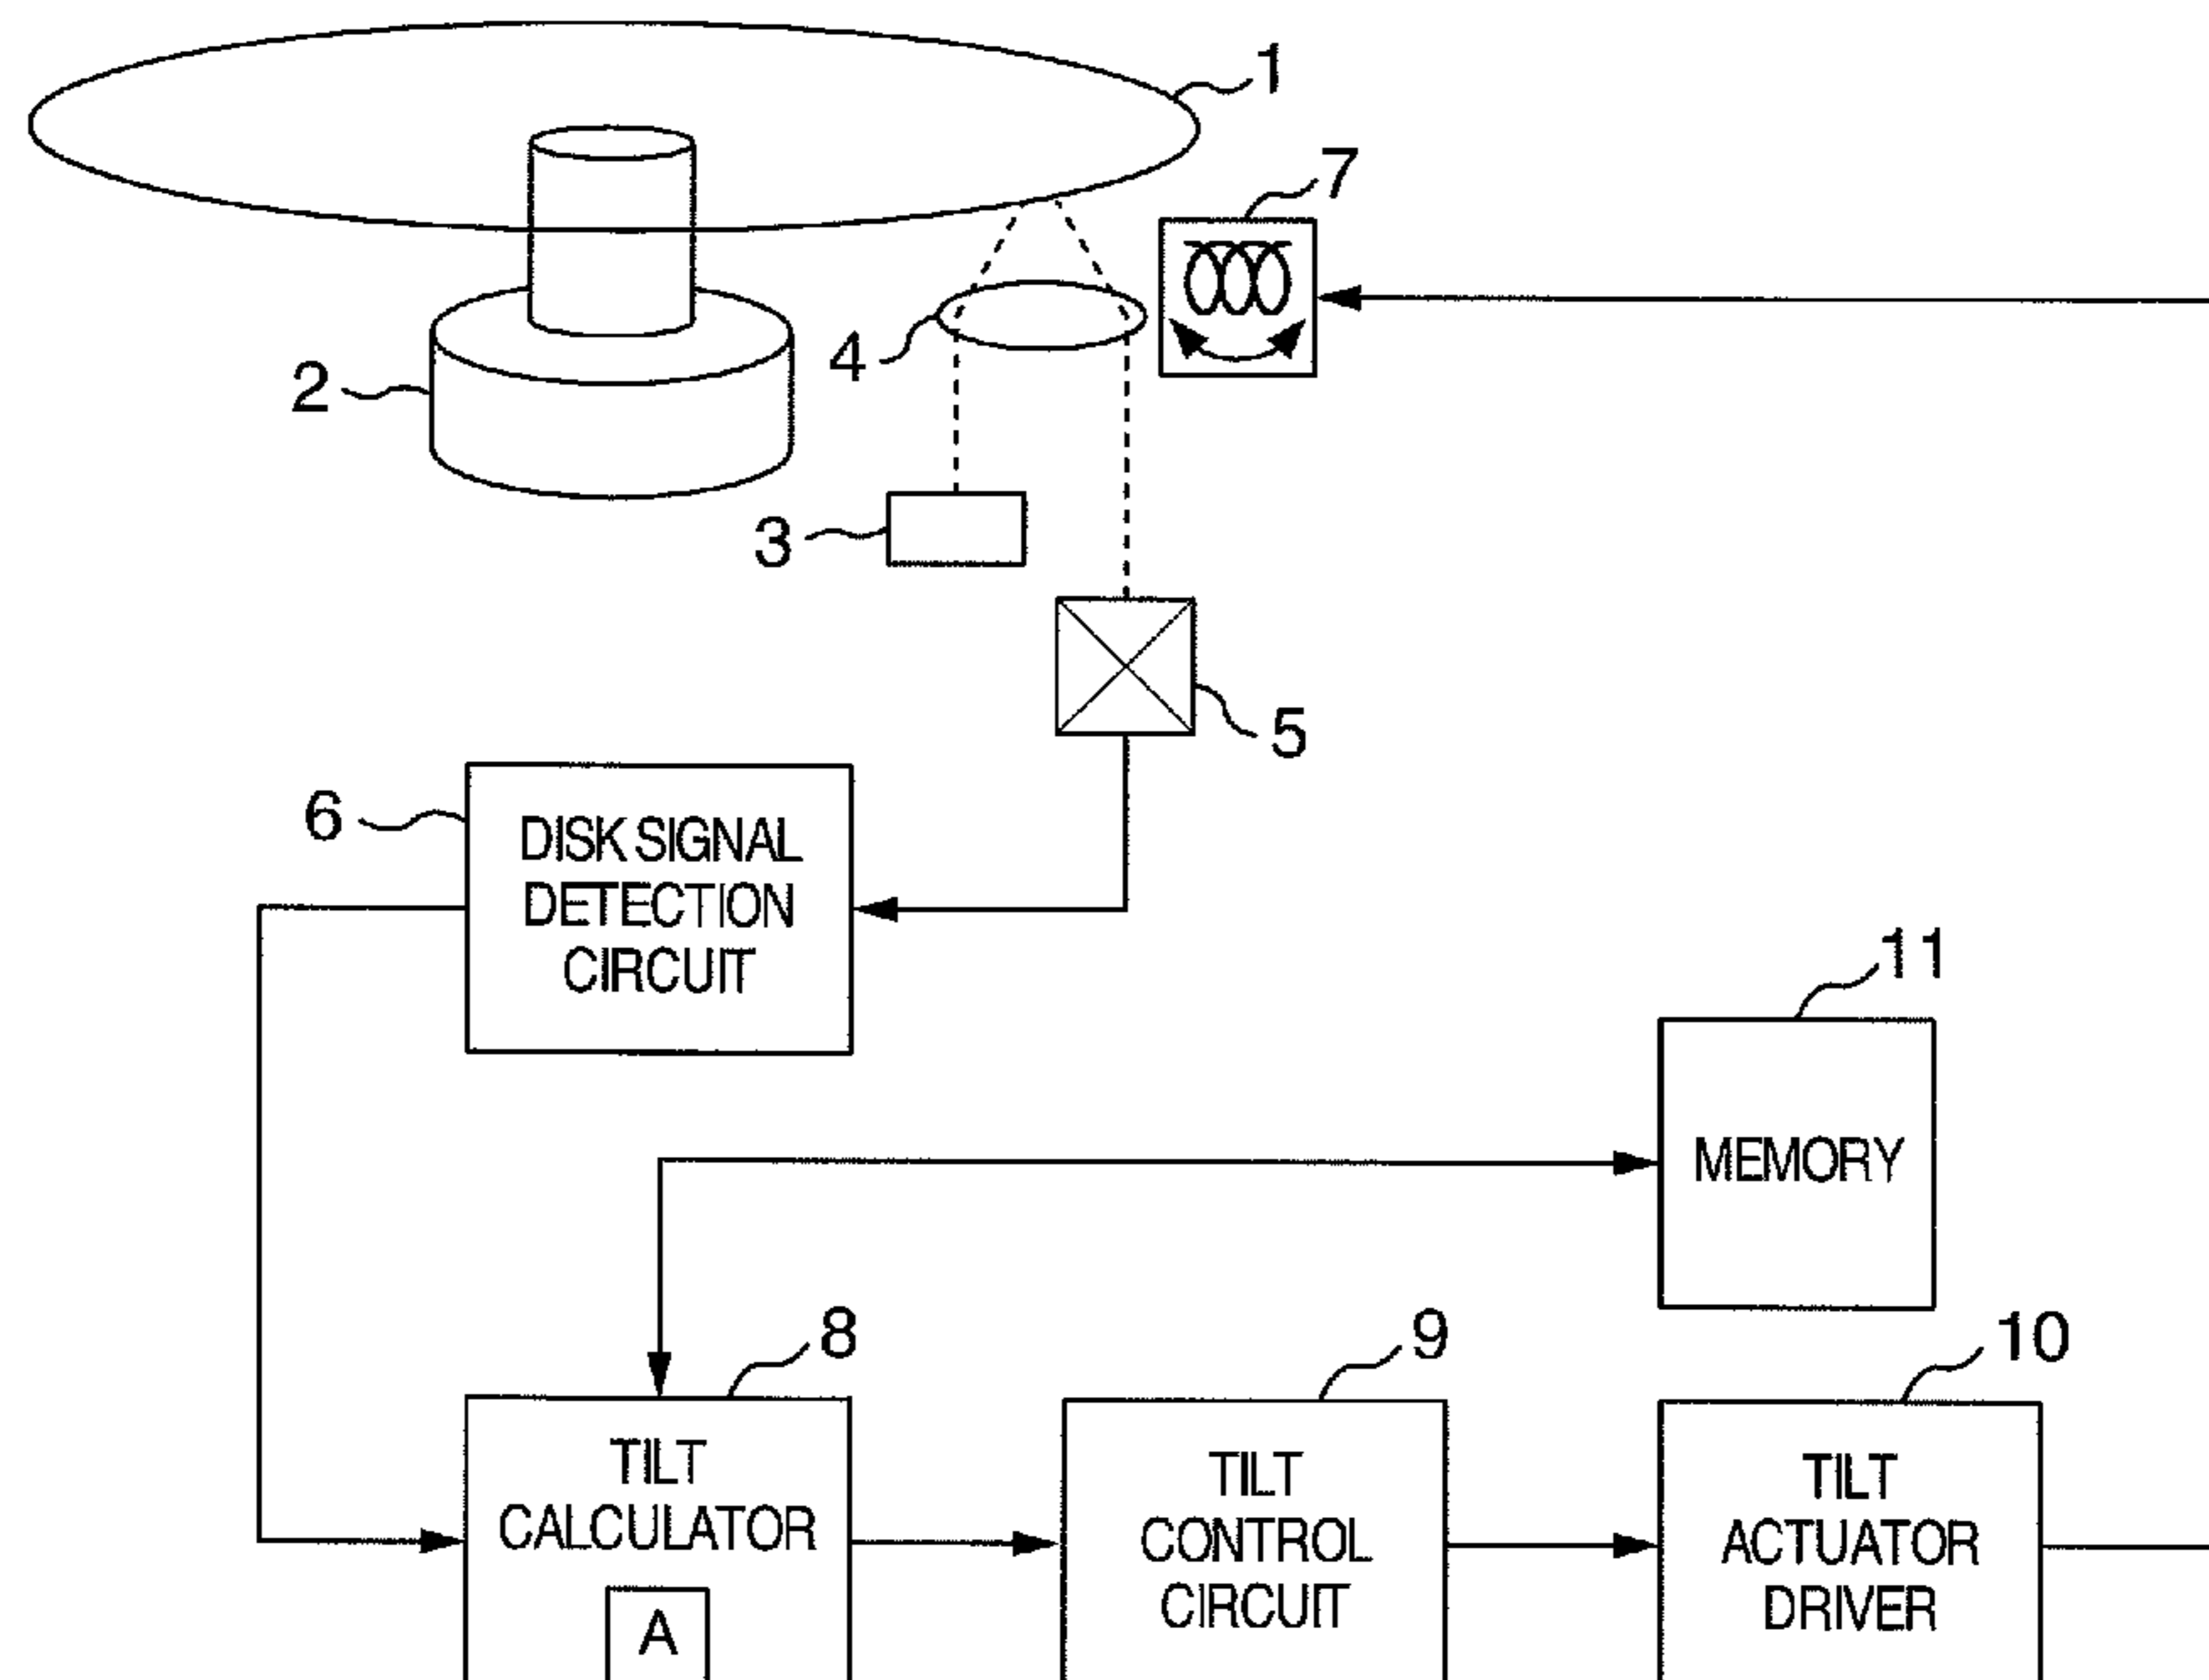 1
7
4
2
3
5
6
DISK SIGNAL
DETECTION
CIRCUIT
11
MEMORY
8
9
10
TILT
CALCULATOR
A
TILT
CONTROL
CIRCUIT
TILT
ACTUATOR
DRIVER